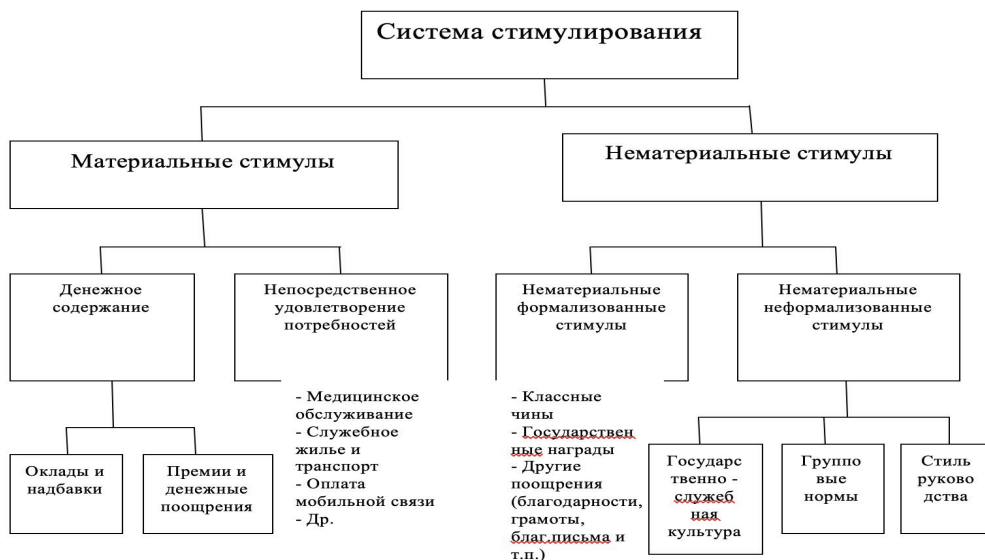 Система стимулирования
Материальные стимулы
Нематериальные стимулы
Денежное
содержание
Непосредственное
удовлетворение
потребностей
Нематериальные
формализованные
стимулы
Нематериальные
неформализованные
стимулы
Оклады и
надбавки
Премии и
денежные
поощрения
- Медицинское
обслуживание
- Служебное
жилье и
транспорт
- Оплата
мобильной связи
- Др.
- Классные
чины
- Государствен
ные награды
- Другие
поощрения
(благодарности,
грамоты,
благ.письма и
т.п.)
Государс
твенно -
служеб
ная
культура
Группо
вые
нормы
Стиль
руково
дства